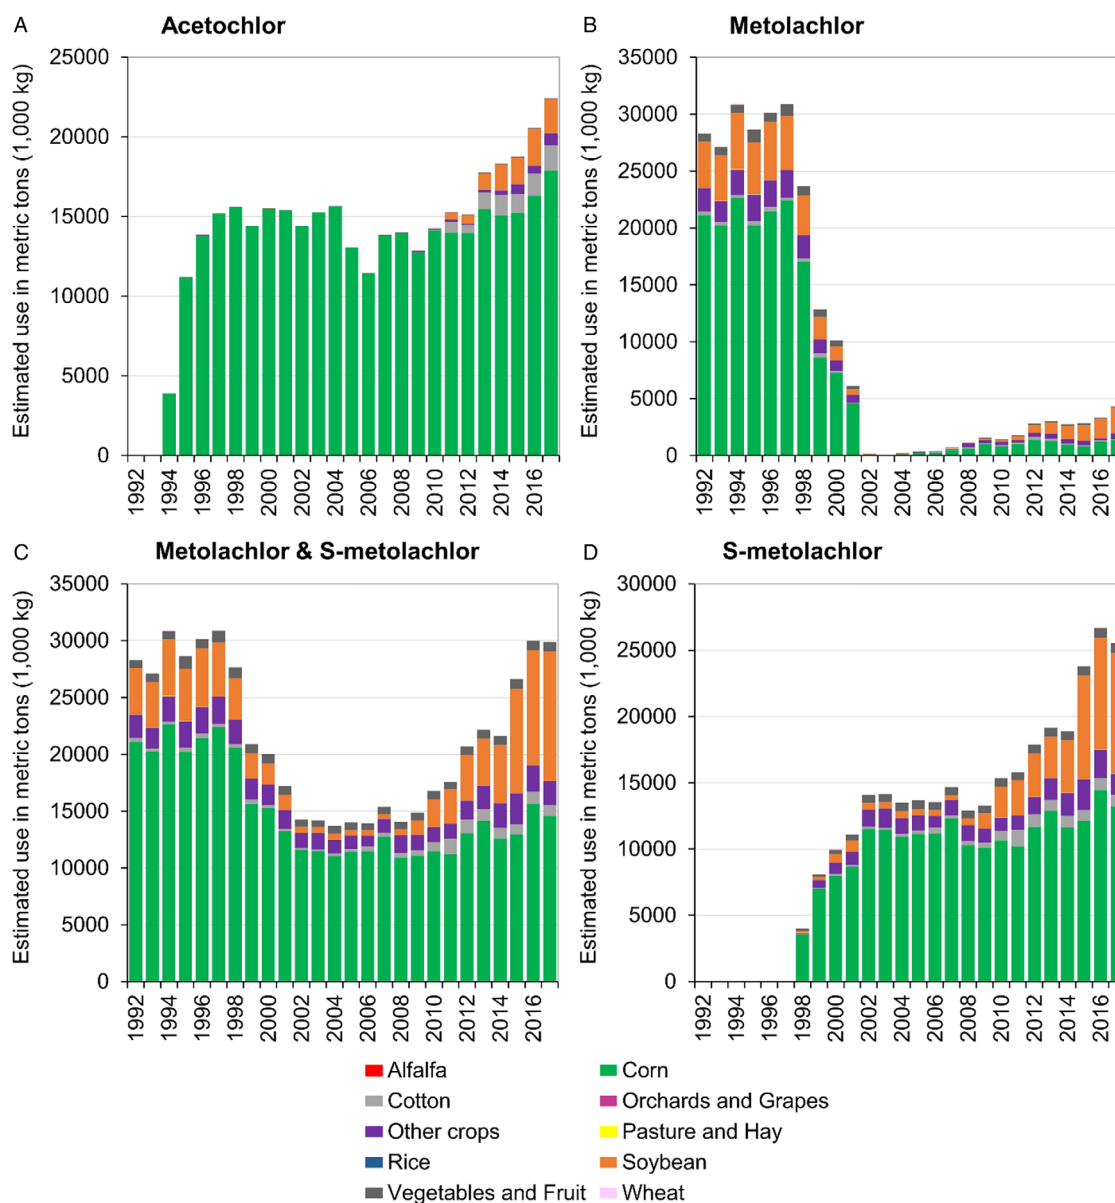 A Acetochlor
Estimated use in metric tons (1,000 kg)
25000
20000
15000
10000
5000
0
1992 1994 1996 1998 2000 2002 2004 2006 2008 2010 2012 2014 2016
B Metolachlor
Estimated use in metric tons (1,000 kg)
35000
30000
25000
20000
15000
10000
5000
0
1992 1994 1996 1998 2000 2002 2004 2006 2008 2010 2012 2014 2016
C Metolachlor & S-metolachlor
Estimated use in metric tons (1,000 kg)
35000
30000
25000
20000
15000
10000
5000
0
1992 1994 1996 1998 2000 2002 2004 2006 2008 2010 2012 2014 2016
D S-metolachlor
Estimated use in metric tons (1,000 kg)
30000
25000
20000
15000
10000
5000
0
1992 1994 1996 1998 2000 2002 2004 2006 2008 2010 2012 2014 2016
Alfalfa Corn
Cotton Orchards and Grapes
Other crops Pasture and Hay
Rice Soybean
Vegetables and Fruit Wheat